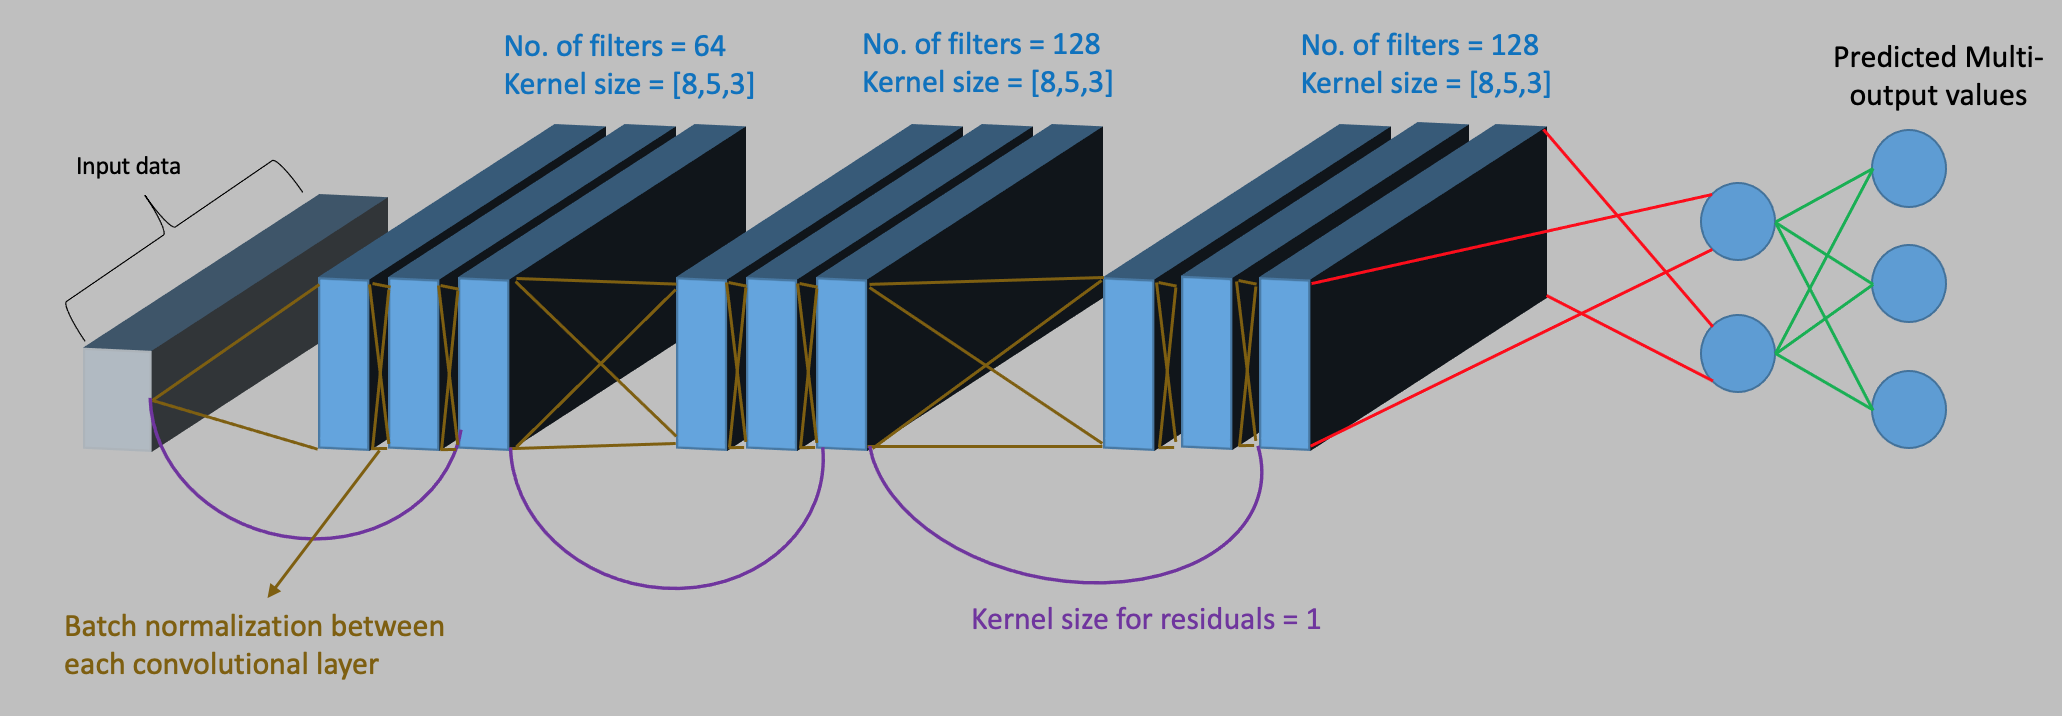 No. of filters = 64
Kernel size = [8,5,3]
No. of filters = 128
Kernel size = [8,5,3]
No. of filters = 128
Kernel size = [8,5,3]
Predicted Multi-
output values
Input data
Batch normalization between
each convolutional layer
Kernel size for residuals = 1